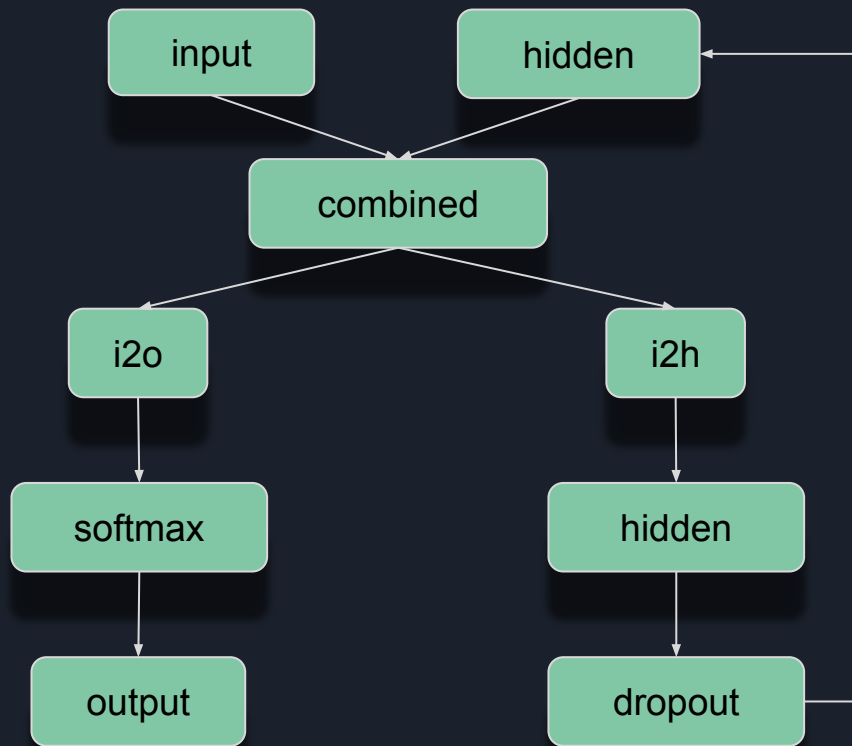 input
hidden
combined
i2o
i2h
softmax
hidden
output
dropout